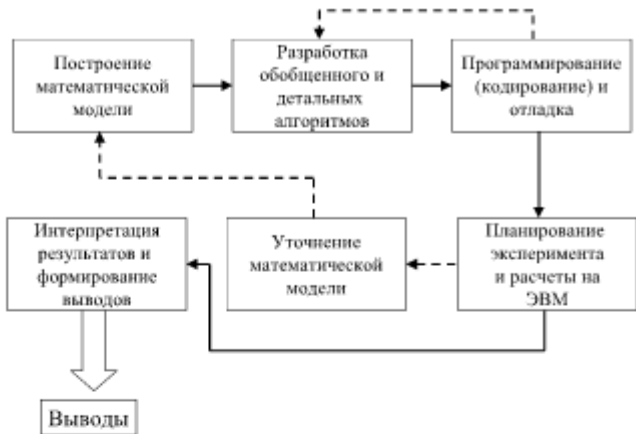 Построение
математической
модели
Разработка
обобщенного и
детальных
алгоритмов
Программирование
(кодирование) и
отладка
Интерпретация
результатов и
формирование
выводов
Уточнение
математической
модели
Планирование
эксперимента
и расчеты на
ЭВМ
Выводы